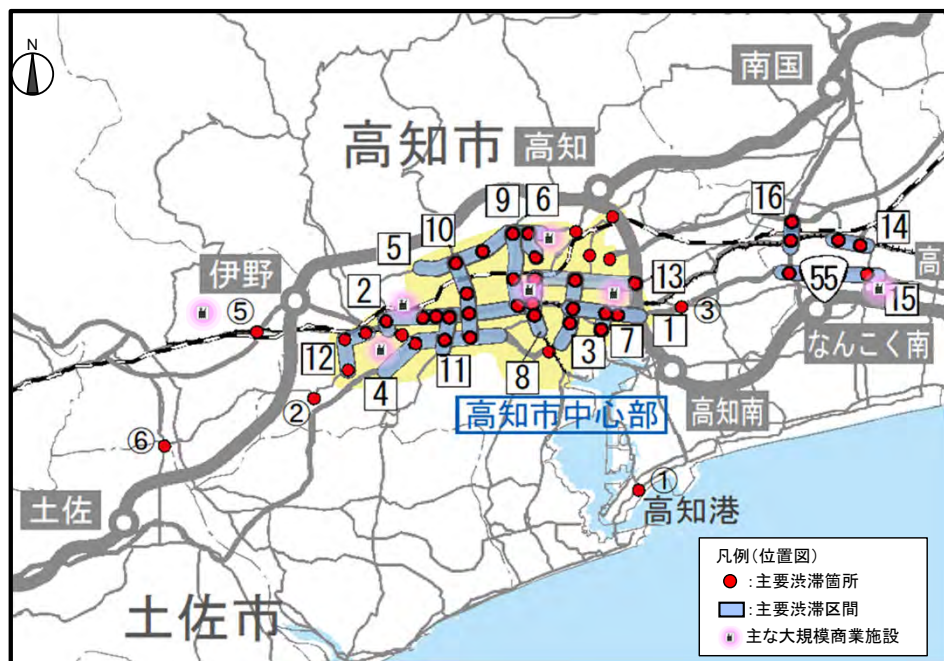 N
南国
高知市
高知
16
9
6
10
14
5
伊野
13
55
高
2
15
⑤
③
1
なんこく南
12
7
3
11
8
4
高知南
②
高知市中心部
⑥
①
土佐
高知港
土佐市
凡例(位置図)
:主要渋滞箇所
:主要渋滞区間
主な大規模商業施設